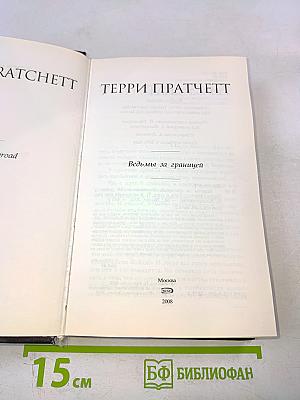 RATCHETT
road
ТЕРРИ ПРАТЧЕТТ
Ведьмы за границей
Москва
2008
15 см
БФ БИБЛИОФАН